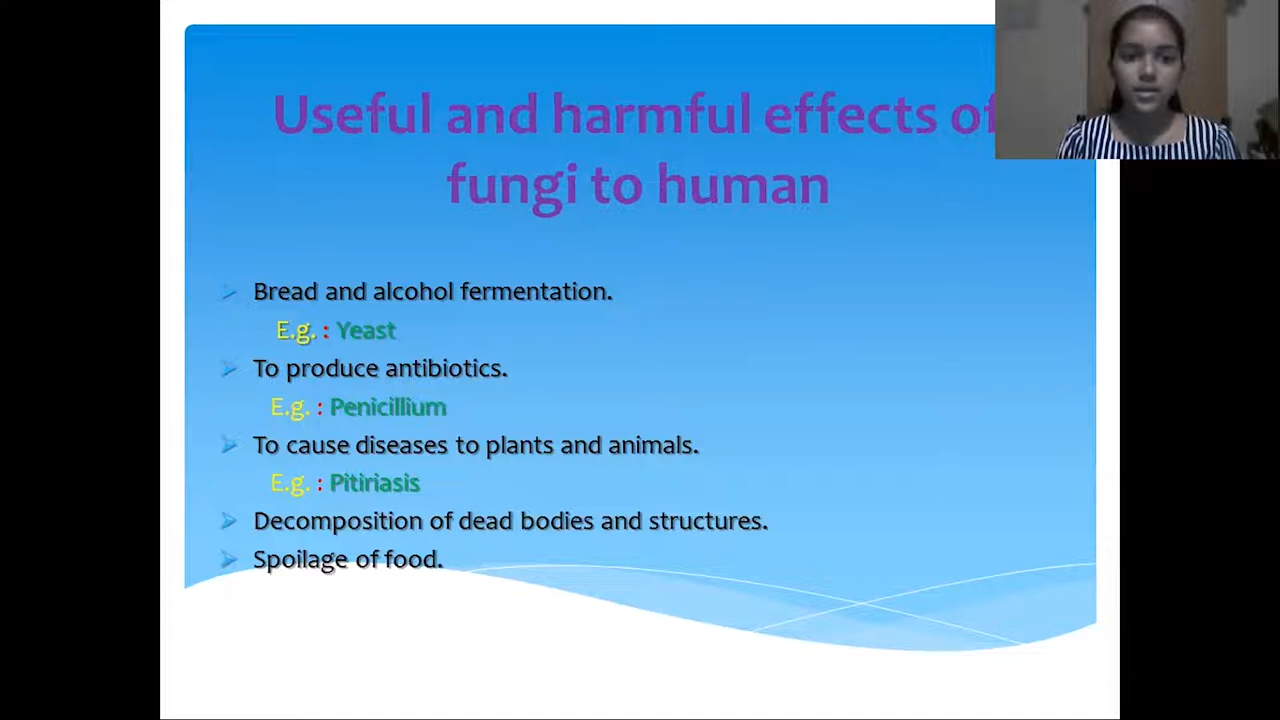 Useful and harmful effects of
fungi to human
Bread and alcohol fermentation.
E.g. : Yeast
To produce antibiotics.
E.g. : Penicillium
To cause diseases to plants and animals.
E.g. : Pitiriasis
Decomposition of dead bodies and structures.
Spoilage of food.